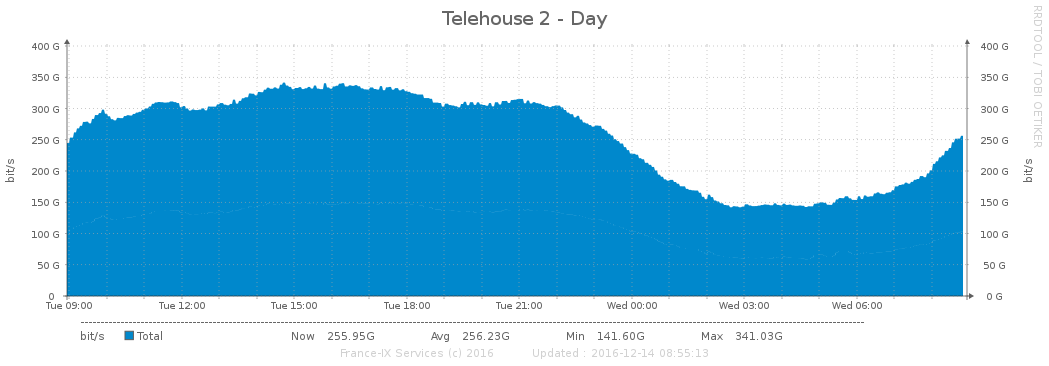 Telehouse 2 - Day
RRDTOOL / TOBI OETIKER
bit/s
bit/s
400 G 400 G
350 G 350 G
300 G 300 G
250 G 250 G
200 G 200 G
150 G 150 G
100 G 100 G
50 G 50 G
0 0 G
Tue 09:00 Tue 12:00 Tue 15:00 Tue 18:00 Tue 21:00 Wed 00:00 Wed 03:00 Wed 06:00
bit/s Total Now 255.95G Avg 256.23G Min 141.60G Max 341.03G
France-IX Services (c) 2016 Updated : 2016-12-14 08:55:13